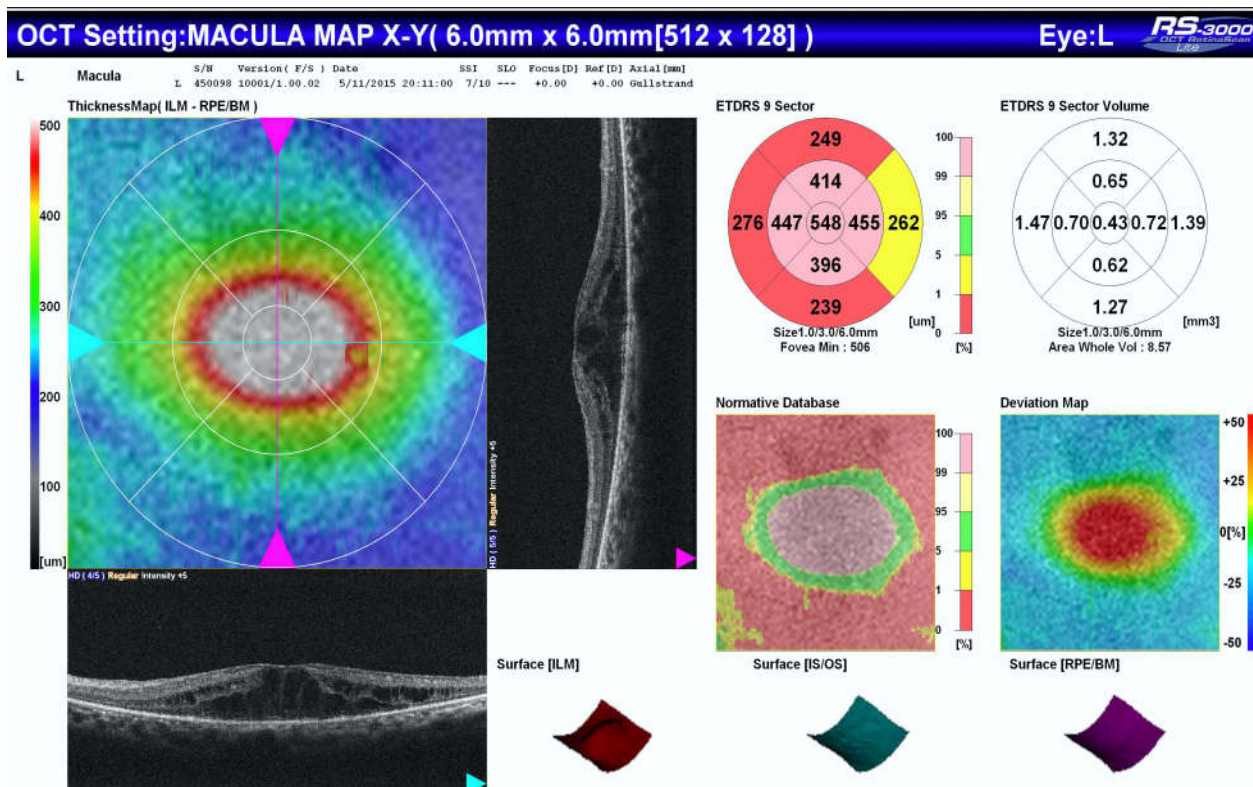 OCT Setting:MACULA MAP X-Y( 6.0mm x 6.0mm[512 x 128] ) Eye:L RS-3000
OCT RetinaScan
Lite
S/N Version( F/S ) Date SSI SLO Focus[D] Ref[D] Axial[mm]
L Macula L 450098 10001/1.00.02 5/11/2015 20:11:00 7/10 --- +0.00 +0.00 Gullstrand
ThicknessMap( ILM - RPE/BM )
500
400
300
200
100
[um]
HD ( 5/5 ) Regular Intensity +5
HD ( 4/5 ) Regular Intensity +5
ETDRS 9 Sector
249
414
276 447 548 455 262
396
239
[um]
Size1.0/3.0/6.0mm
Fovea Min : 506
100
99
95
5
1
0
[%]
ETDRS 9 Sector Volume
1.32
0.65
1.47 0.70 0.43 0.72 1.39
0.62
1.27
[mm3]
Size1.0/3.0/6.0mm
Area Whole Vol : 8.57
Normative Database
100
99
95
5
1
0
[%]
Deviation Map
+50
+25
0[%]
-25
-50
Surface [ILM]
Surface [IS/OS]
Surface [RPE/BM]